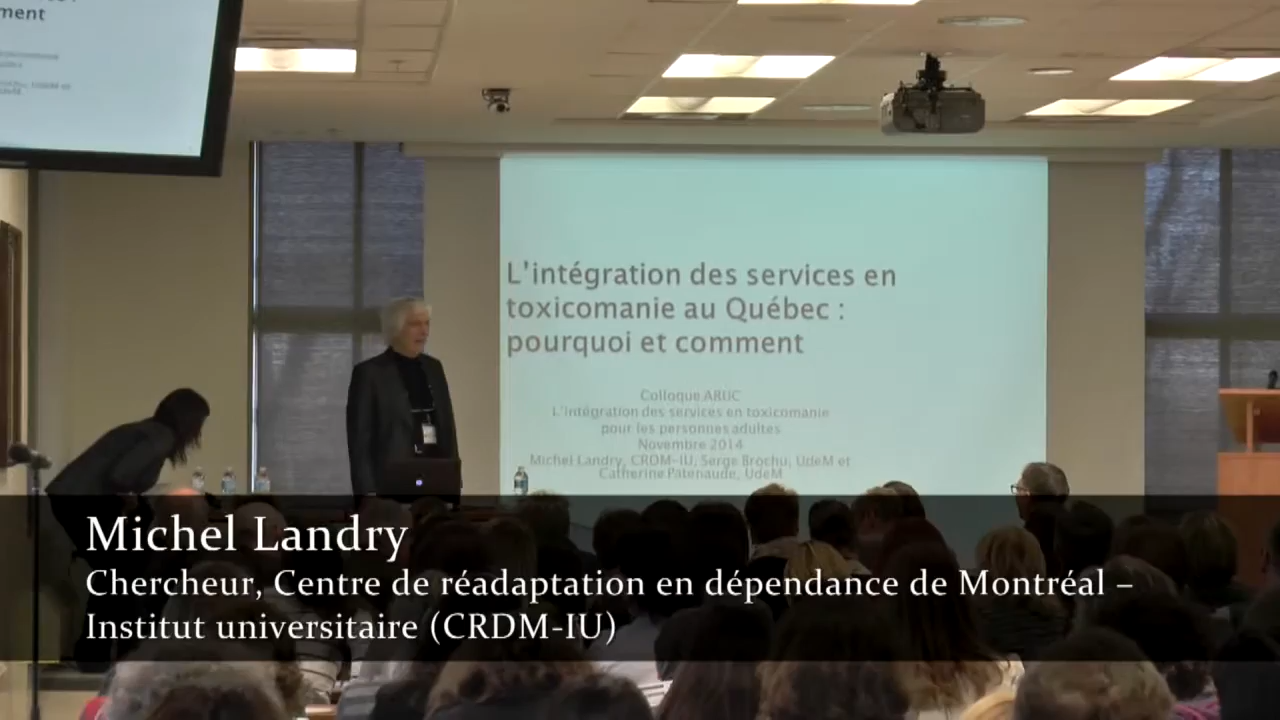 ment
L'intégration des services en
toxicomanie au Québec :
pourquoi et comment
Colloque ARUC
L'intégration des services en toxicomanie
pour les personnes adultes
Novembre 2014
Michel Landry, CRDM-IU, Serge Brochu, UdeM et
Catherine Patenaude, UdeM
Michel Landry
Chercheur, Centre de réadaptation en dépendance de Montréal –
Institut universitaire (CRDM-IU)